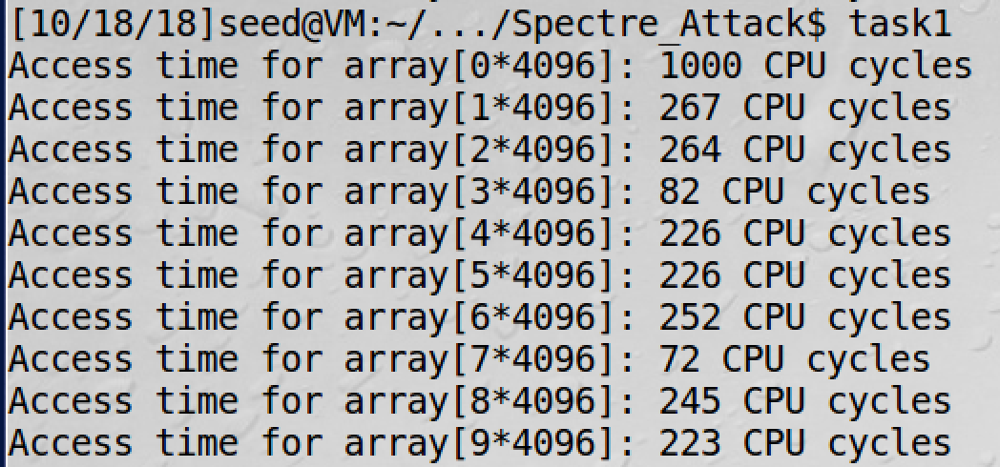 [10/18/18]seed@VM:~/.../Spectre_Attack$ task1
Access time for array[0*4096]: 1000 CPU cycles
Access time for array[1*4096]: 267 CPU cycles
Access time for array[2*4096]: 264 CPU cycles
Access time for array[3*4096]: 82 CPU cycles
Access time for array[4*4096]: 226 CPU cycles
Access time for array[5*4096]: 226 CPU cycles
Access time for array[6*4096]: 252 CPU cycles
Access time for array[7*4096]: 72 CPU cycles
Access time for array[8*4096]: 245 CPU cycles
Access time for array[9*4096]: 223 CPU cycles